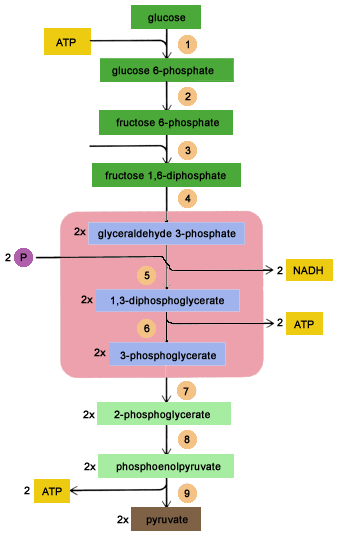 glucose
ATP
1
glucose 6-phosphate
2
fructose 6-phosphate
3
fructose 1,6-diphosphate
4
2x glyceraldehyde 3-phosphate
2 P
2 NADH
5
2x 1,3-diphosphoglycerate
6
2 ATP
2x 3-phosphoglycerate
7
2x 2-phosphoglycerate
8
2x phosphoenolpyruvate
2 ATP
9
2x pyruvate